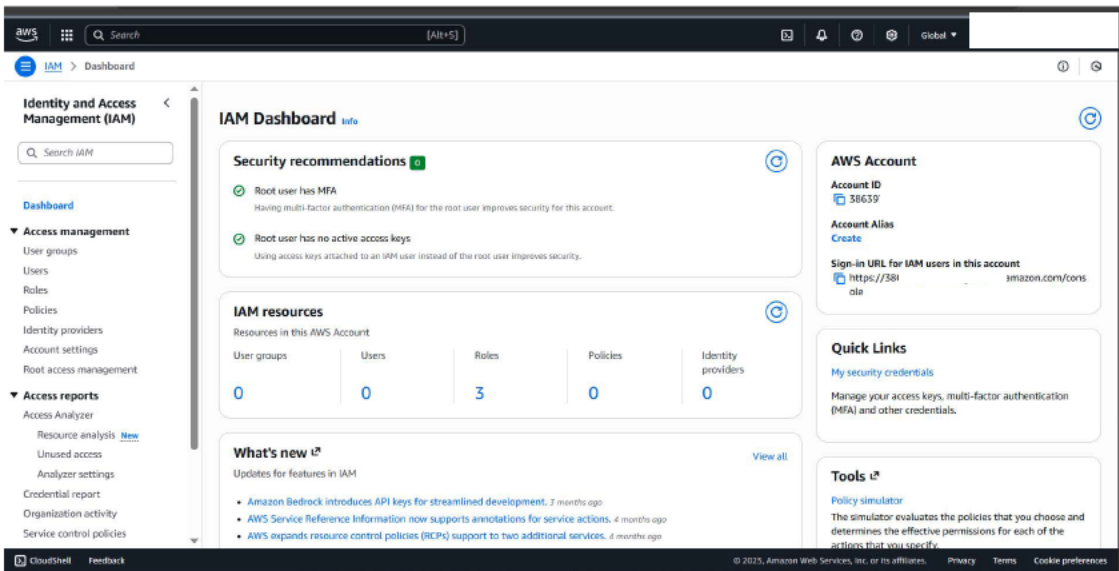 aws
Search
[Alt+S]
Global
IAM > Dashboard
Identity and Access
Management (IAM)
Search IAM
Dashboard
Access management
User groups
Users
Roles
Policies
Identity providers
Account settings
Root access management
Access reports
Access Analyzer
Resource analysis New
Unused access
Analyzer settings
Credential report
Organization activity
Service control policies
IAM Dashboard Info
Security recommendations 0
Root user has MFA
Having multi-factor authentication (MFA) for the root user improves security for this account.
Root user has no active access keys
Using access keys attached to an IAM user instead of the root user improves security.
IAM resources
Resources in this AWS Account
User groups
Users
Roles
Policies
Identity
providers
0
0
3
0
0
What's new
View all
Updates for features in IAM
• Amazon Bedrock introduces API keys for streamlined development. 3 months ago
• AWS Service Reference Information now supports annotations for service actions. 4 months ago
• AWS expands resource control policies (RCPs) support to two additional services. 4 months ago
AWS Account
Account ID
38639
Account Alias
Create
Sign-in URL for IAM users in this account
https://38 amazon.com/cons
ole
Quick Links
My security credentials
Manage your access keys, multi-factor authentication
(MFA) and other credentials.
Tools
Policy simulator
The simulator evaluates the policies that you choose and
determines the effective permissions for each of the
actions that you specify.
CloudShell
Feedback
© 2025, Amazon Web Services, Inc. or its affiliates.
Privacy
Terms
Cookie preferences